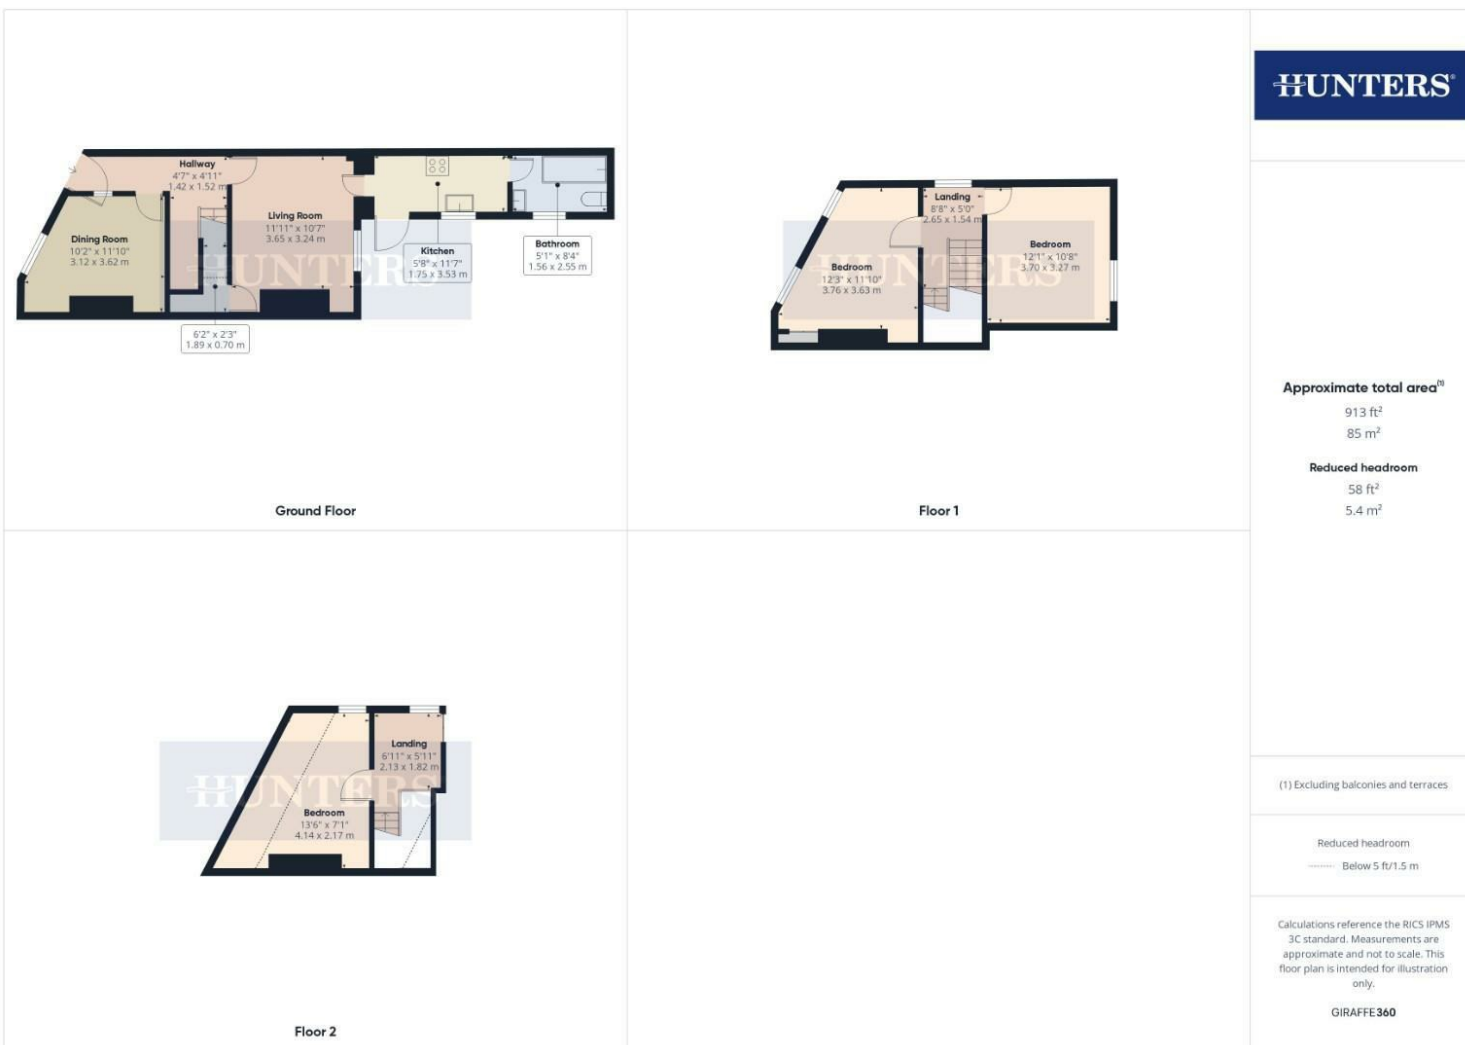 Hallway
4'7" x 4'11"
1.42 x 1.52 m
Living Room
11'11" x 10'7"
3.65 x 3.24 m
Dining Room
10'2" x 11'10"
3.12 x 3.62 m
Kitchen
5'8" x 11'7"
1.75 x 3.53 m
Bathroom
5'1" x 8'4"
1.56 x 2.55 m
6'2" x 2'3"
1.89 x 0.70 m
HUNTERS
Ground Floor
Landing
8'8" x 5'0"
2.65 x 1.54 m
Bedroom
12'1" x 10'8"
3.70 x 3.27 m
Bedroom
12'3" x 11'10"
3.76 x 3.63 m
HUNTERS
Floor 1
Landing
6'11" x 5'11"
2.13 x 1.82 m
HUNTERS
Bedroom
13'6" x 7'1"
4.14 x 2.17 m
Floor 2
HUNTERS®
Approximate total area(1)
913 ft²
85 m²
Reduced headroom
58 ft²
5.4 m²
(1) Excluding balconies and terraces
Reduced headroom
Below 5 ft/1.5 m
Calculations reference the RICS IPMS
3C standard. Measurements are
approximate and not to scale. This
floor plan is intended for illustration
only.
GIRAFFE360